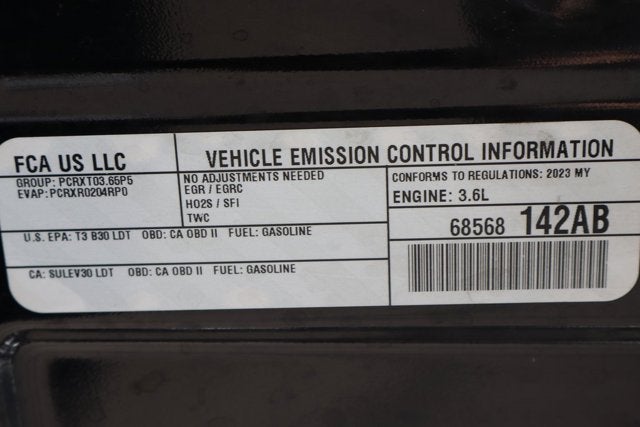 FCA US LLC
VEHICLE EMISSION CONTROL INFORMATION
GROUP: PCRXT03.65P5
EVAP: PCRXR0204RP0
NO ADJUSTMENTS NEEDED
EGR / EGRC
HO2S / SFI
TWC
CONFORMS TO REGULATIONS: 2023 MY
ENGINE: 3.6L
U.S. EPA: T3 B30 LDT OBD: CA OBD II FUEL: GASOLINE
CA: SULEV30 LDT OBD: CA OBD II FUEL: GASOLINE
68568 142AB